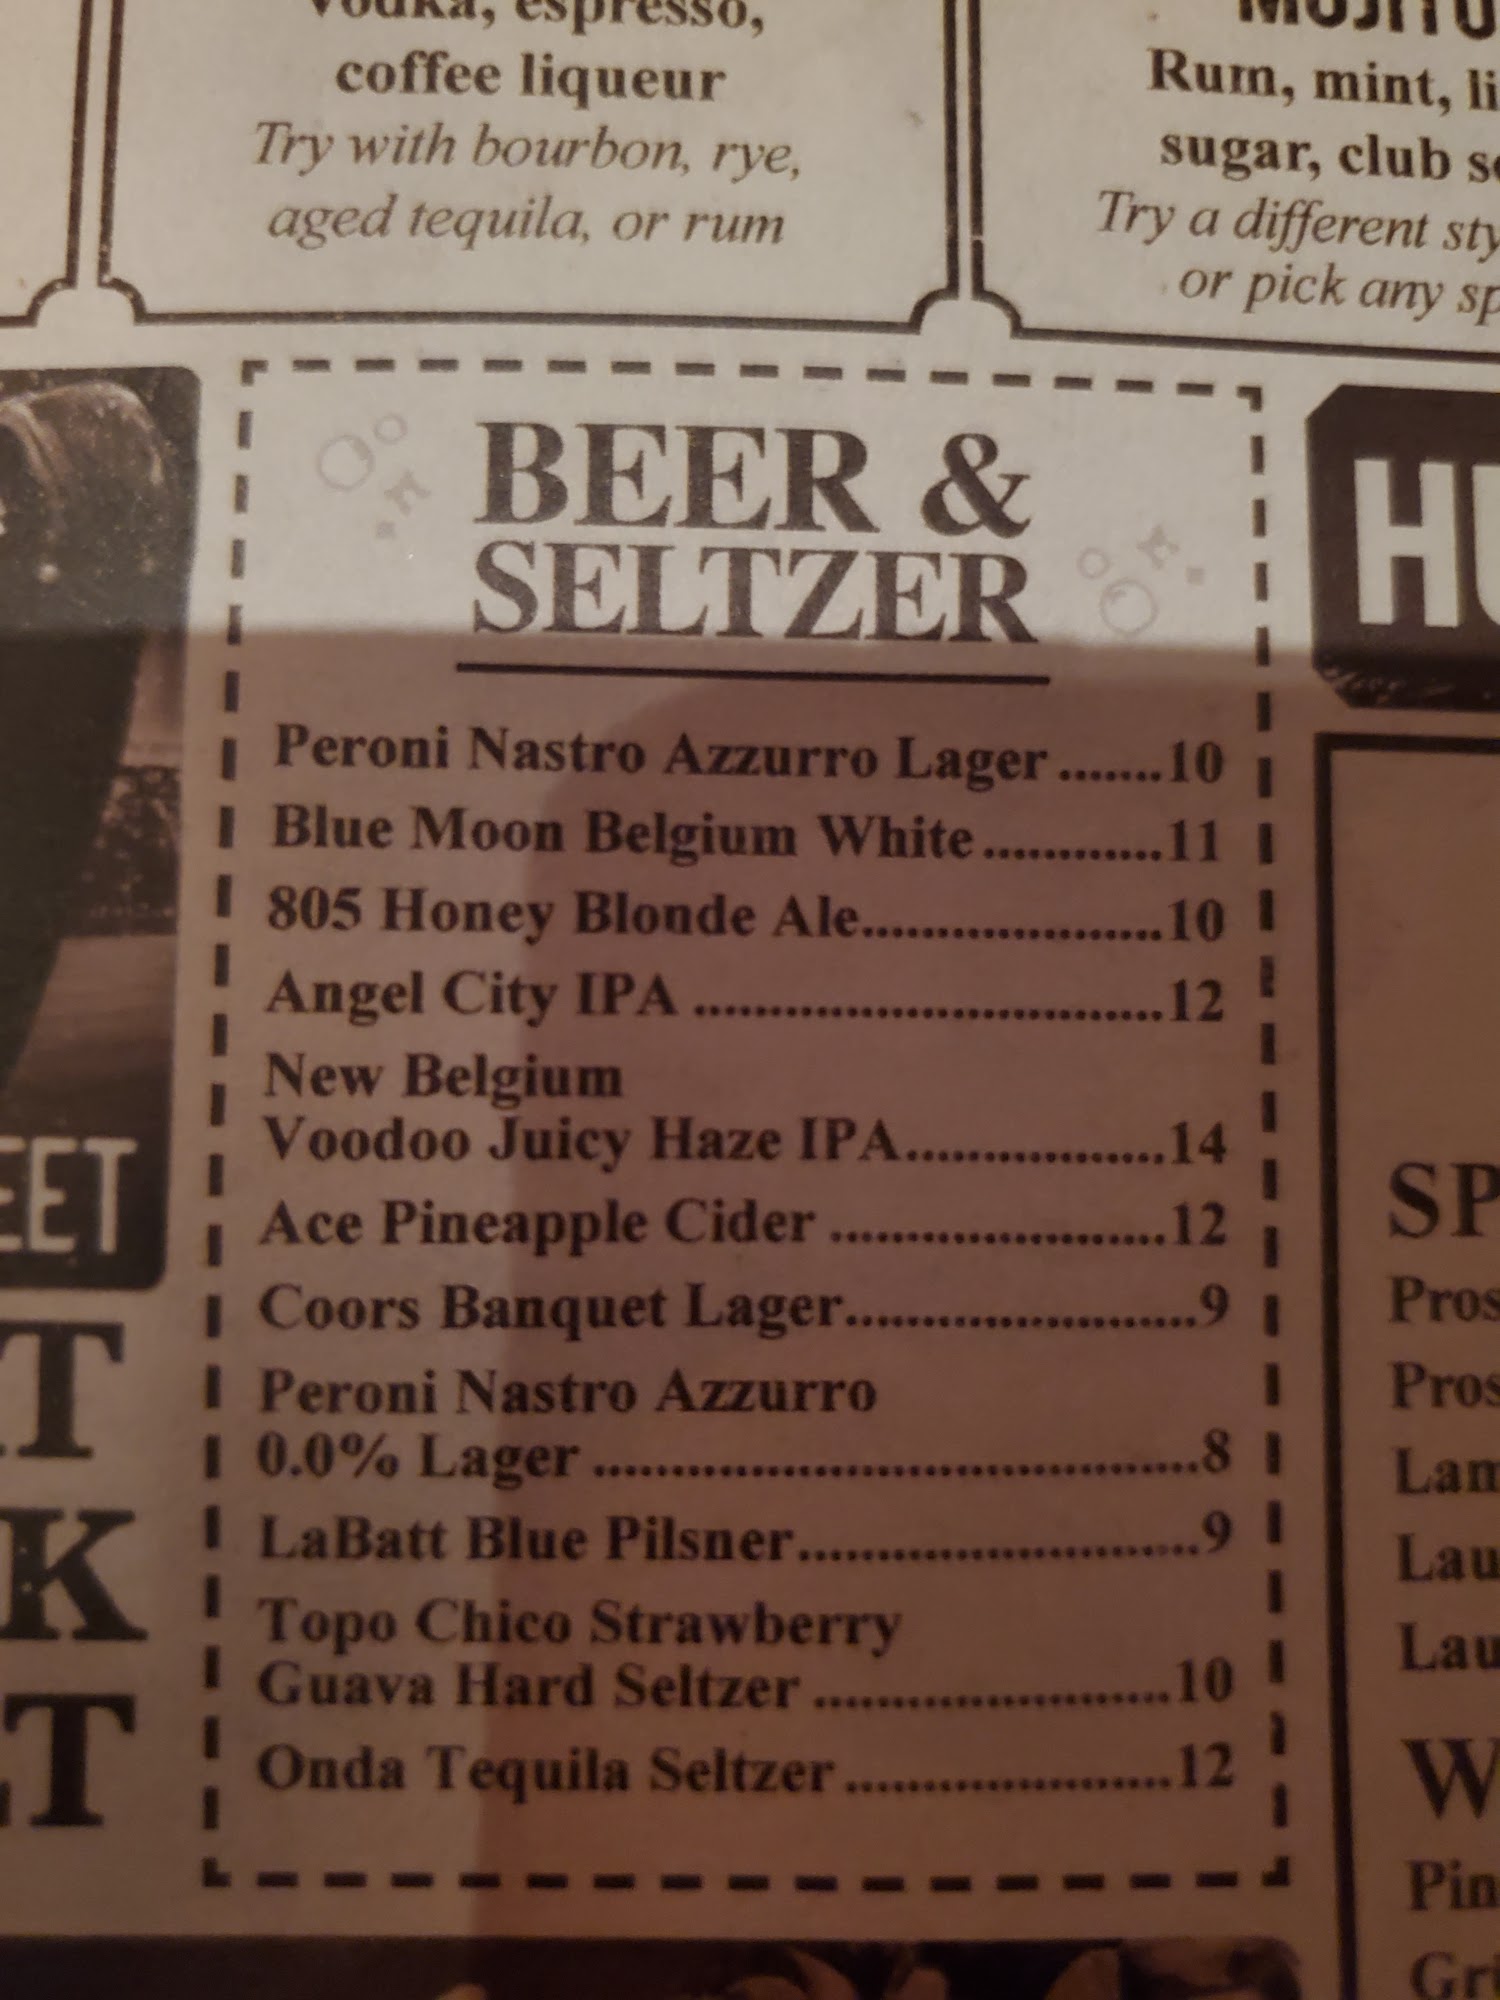 vodka, espresso,
coffee liqueur
Try with bourbon, rye,
aged tequila, or rum
Rum, mint,
sugar, club
Try a different
or pick any
BEER &
SELTZER
Peroni Nastro Azzurro Lager.......10
Blue Moon Belgium White............11
805 Honey Blonde Ale....................10
Angel City IPA ...............................12
New Belgium
Voodoo Juicy Haze IPA.................14
Ace Pineapple Cider ......................12
Coors Banquet Lager.......................9
Peroni Nastro Azzurro
0.0% Lager .......................................8
LaBatt Blue Pilsner..........................9
Topo Chico Strawberry
Guava Hard Seltzer .......................10
Onda Tequila Seltzer .....................12